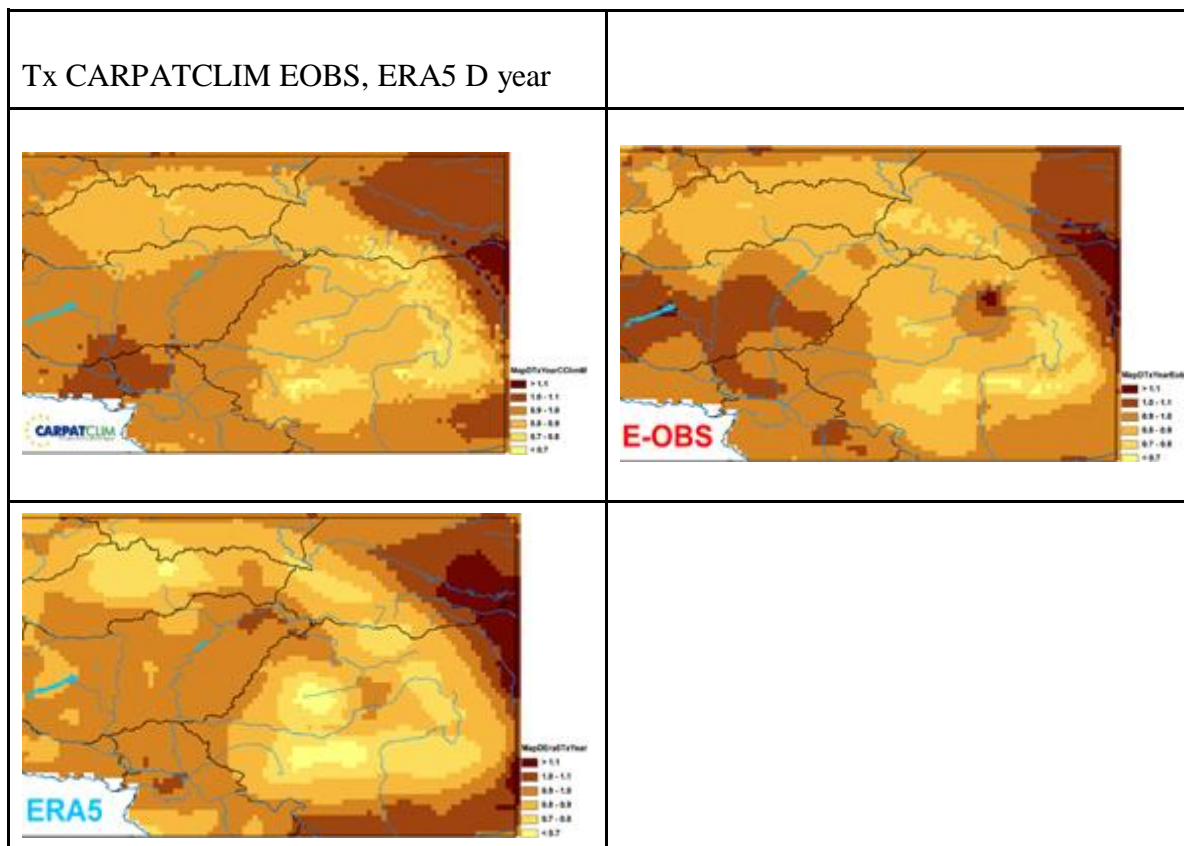 Tx CARPATCLIM EOBS, ERA5 D year
MapDTxYearCClimM
> 1.1
1.0 - 1.1
0.9 - 1.0
0.8 - 0.9
0.7 - 0.8
< 0.7
CARPATCLIM
MapDTxYearEobs
> 1.1
1.0 - 1.1
0.9 - 1.0
0.8 - 0.9
0.7 - 0.8
< 0.7
E-OBS
MapDEra5TxYear
> 1.1
1.0 - 1.1
0.9 - 1.0
0.8 - 0.9
0.7 - 0.8
< 0.7
ERA5